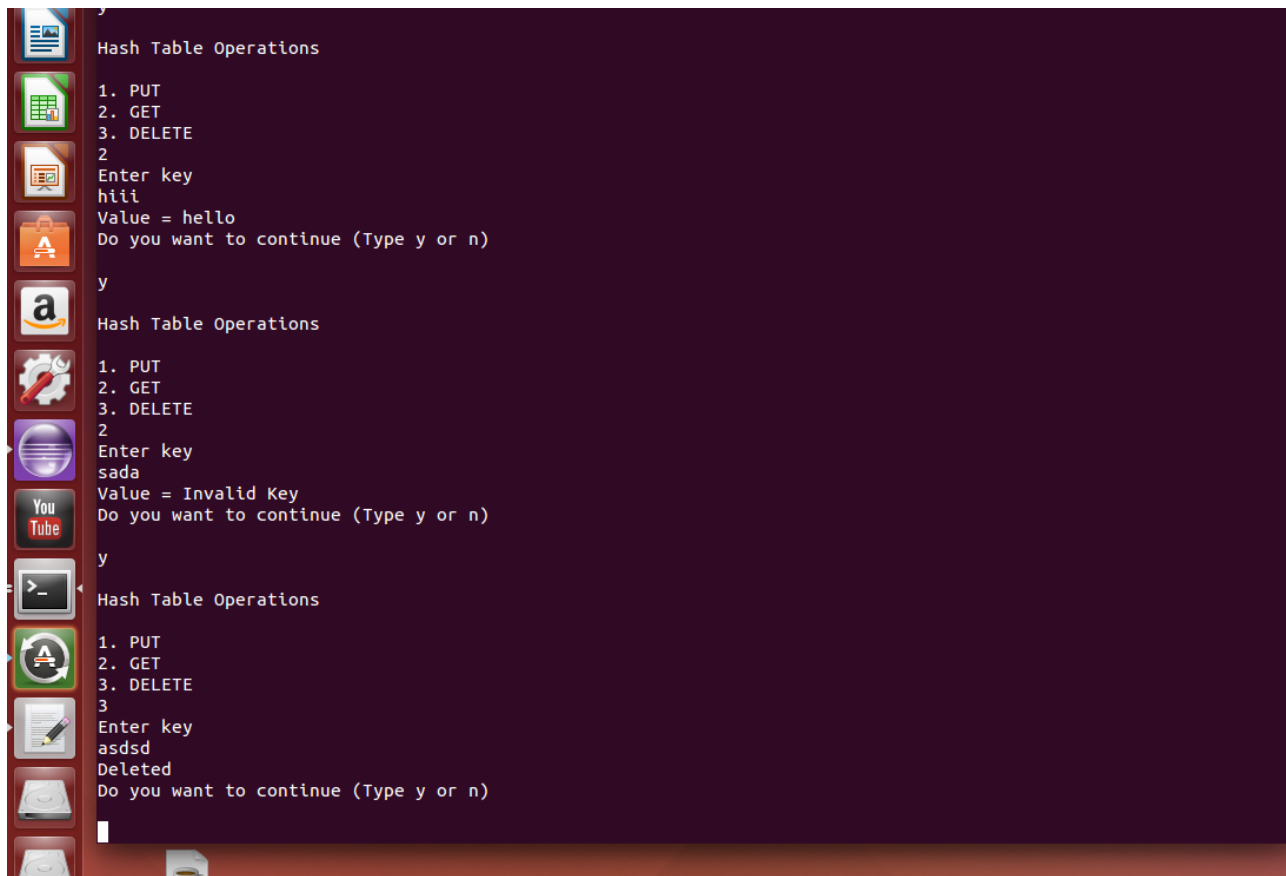 y
Hash Table Operations
1. PUT
2. GET
3. DELETE
2
Enter key
hiii
Value = hello
Do you want to continue (Type y or n)
y
Hash Table Operations
1. PUT
2. GET
3. DELETE
2
Enter key
sada
Value = Invalid Key
Do you want to continue (Type y or n)
y
Hash Table Operations
1. PUT
2. GET
3. DELETE
3
Enter key
asdsd
Deleted
Do you want to continue (Type y or n)
A
a
You
Tube
>_
A